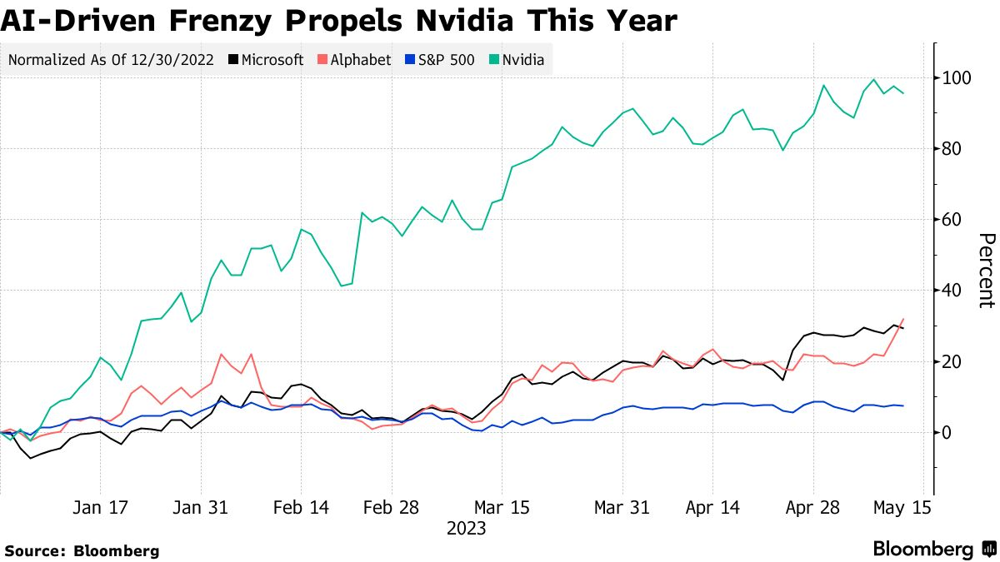 AI-Driven Frenzy Propels Nvidia This Year
Normalized As Of 12/30/2022 Microsoft Alphabet S&P 500 Nvidia
100
80
60
40
20
0
Percent
Jan 17 Jan 31 Feb 14 Feb 28 Mar 15 Mar 31 Apr 14 Apr 28 May 15
2023
Source: Bloomberg
Bloomberg